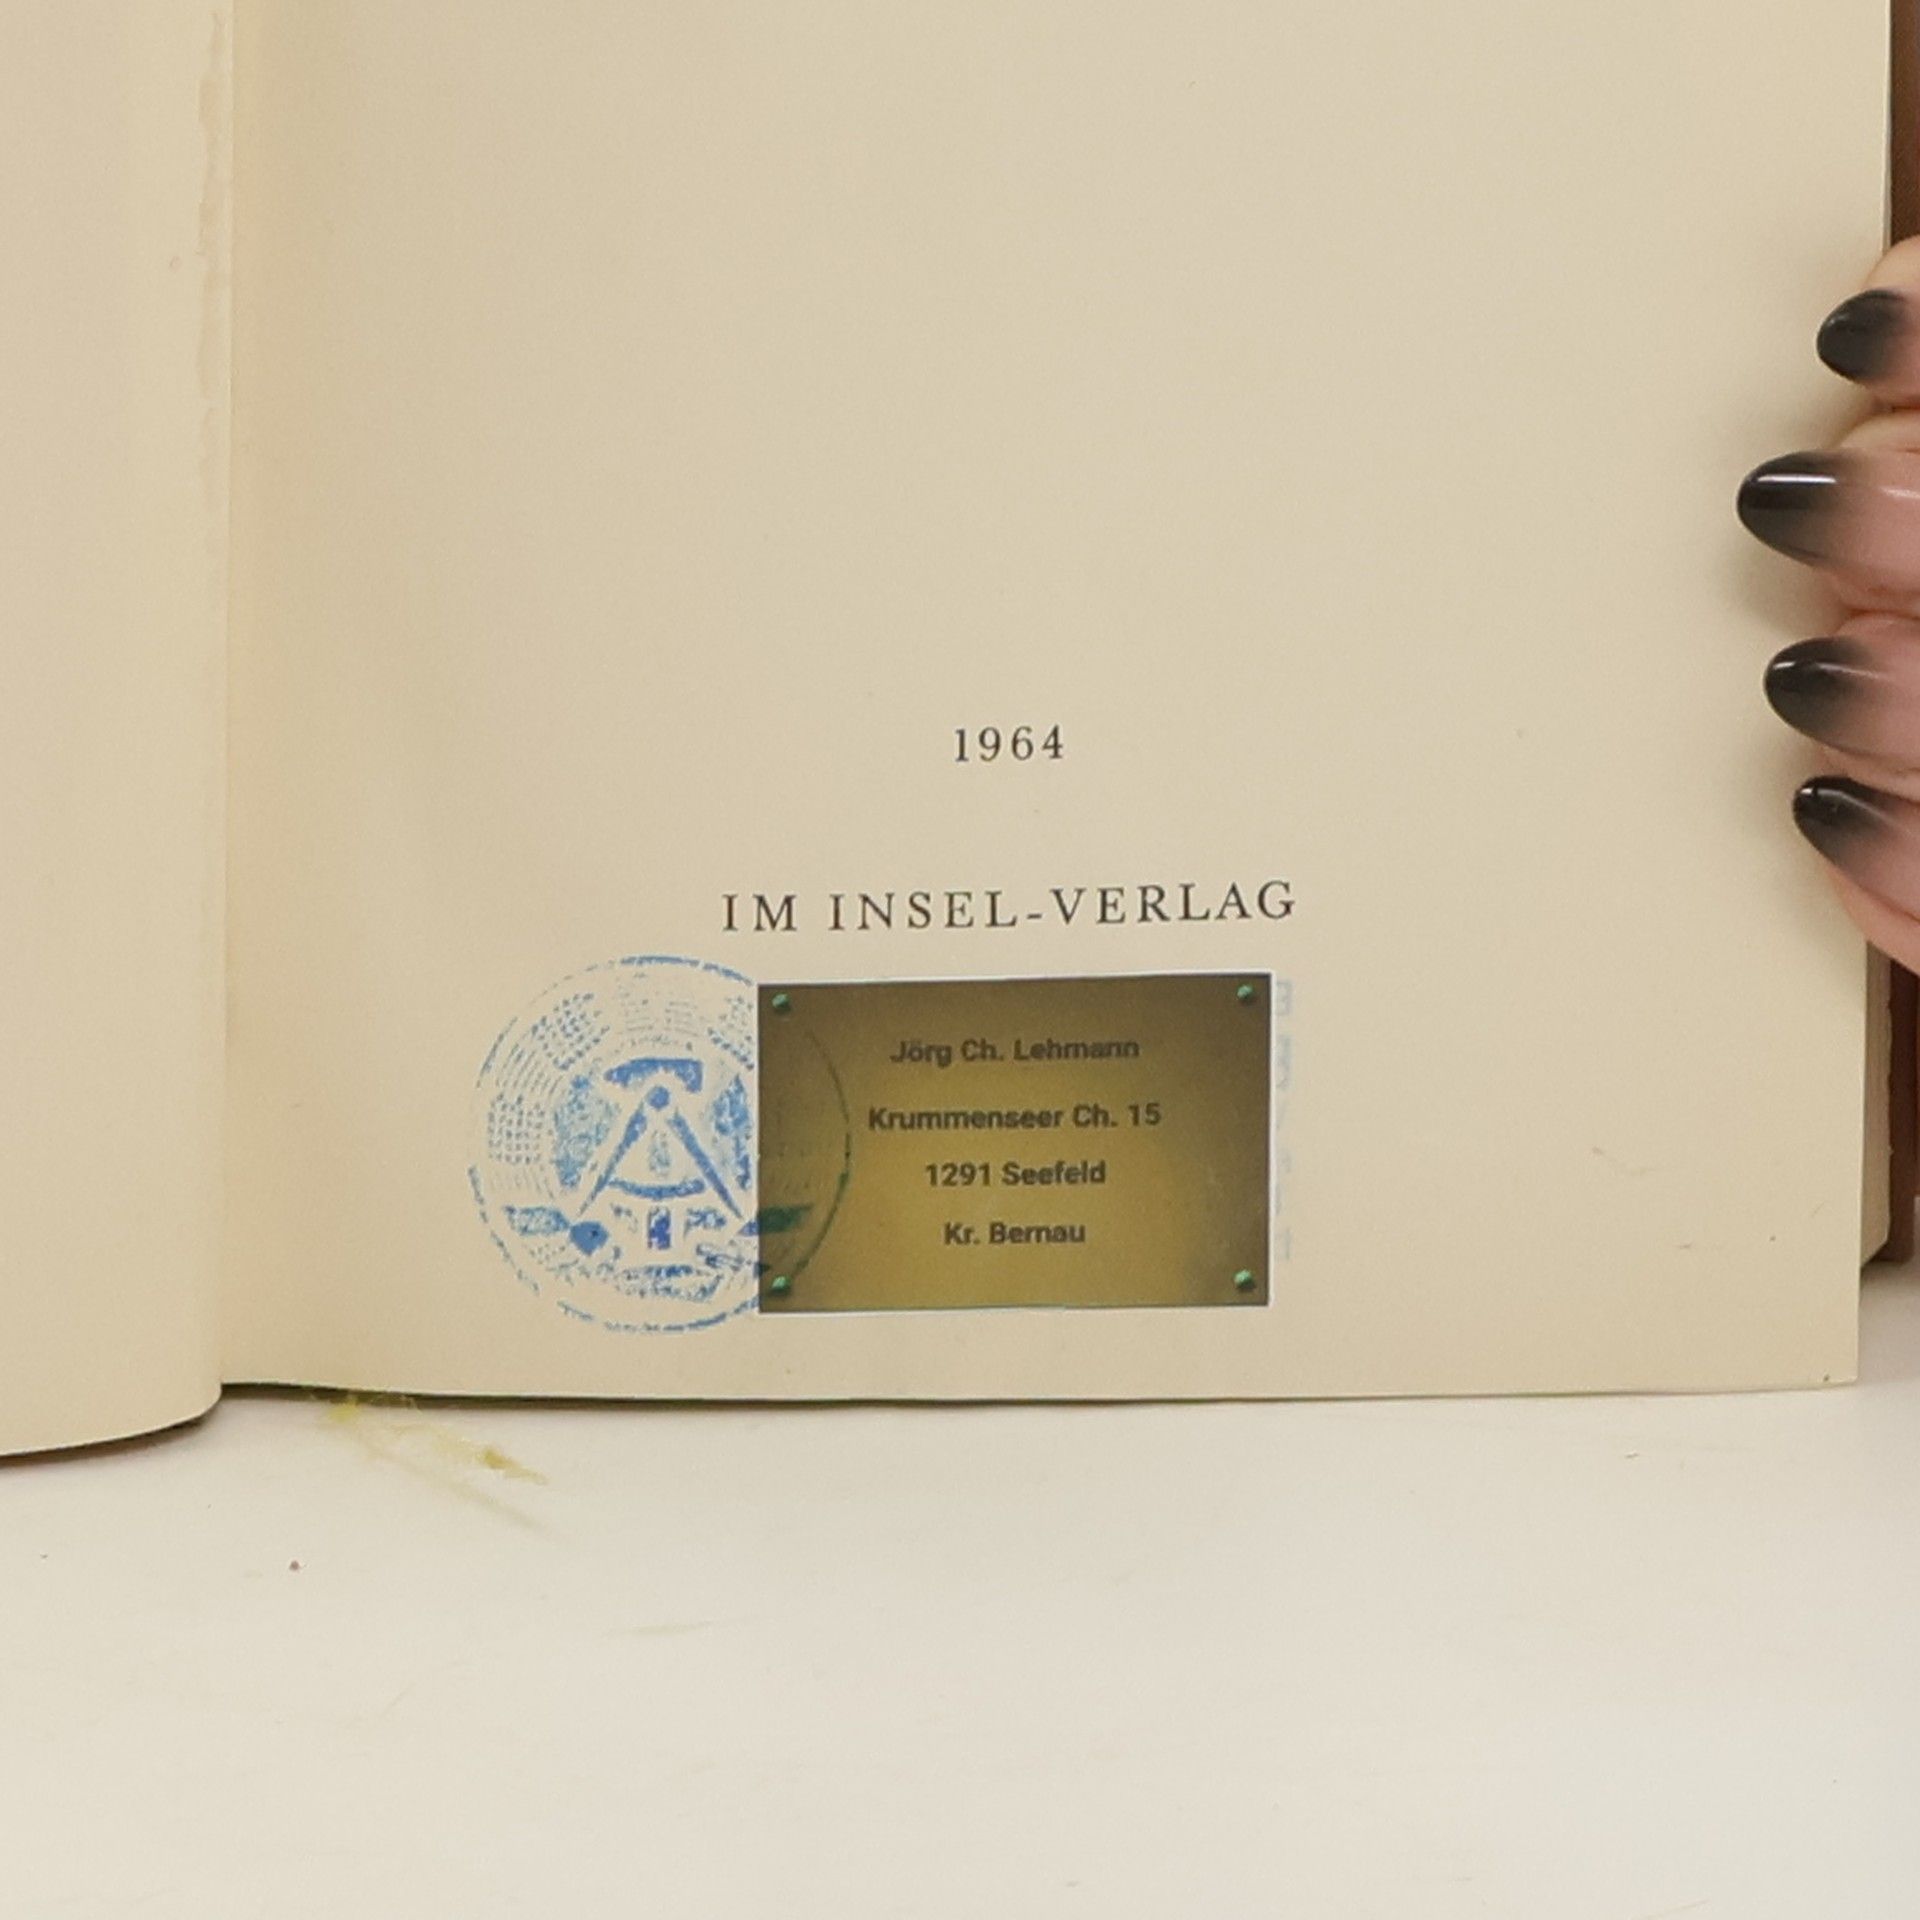 1964
IM INSEL-VERLAG
Jörg Ch. Lehmann
Krummenseer Ch. 15
1291 Seefeld
Kr. Bernau